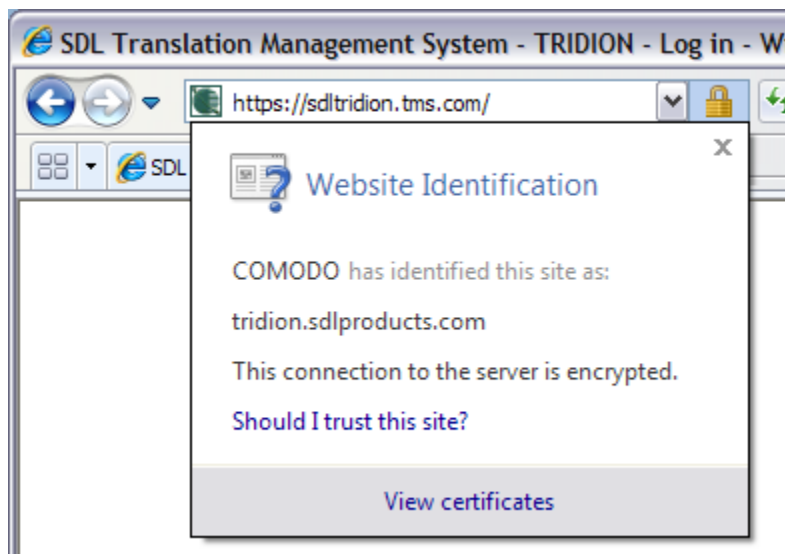 SDL Translation Management System - TRIDION - Log in - W
https://sdltridion.tms.com/
SDL
Website Identification
COMODO has identified this site as:
tridion.sdlproducts.com
This connection to the server is encrypted.
Should I trust this site?
View certificates